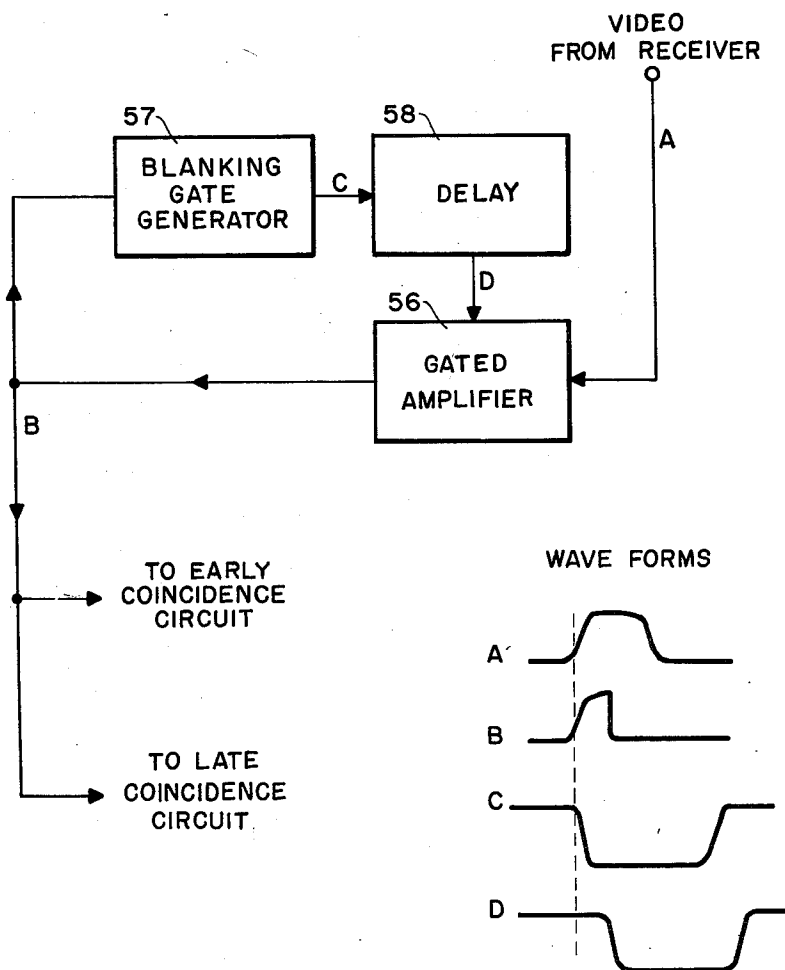 VIDEO
FROM RECEIVER
A
57
BLANKING
GATE
GENERATOR
C
58
DELAY
D
56
GATED
AMPLIFIER
B
TO EARLY
COINCIDENCE
CIRCUIT
TO LATE
COINCIDENCE
CIRCUIT
WAVE FORMS
A
B
C
D